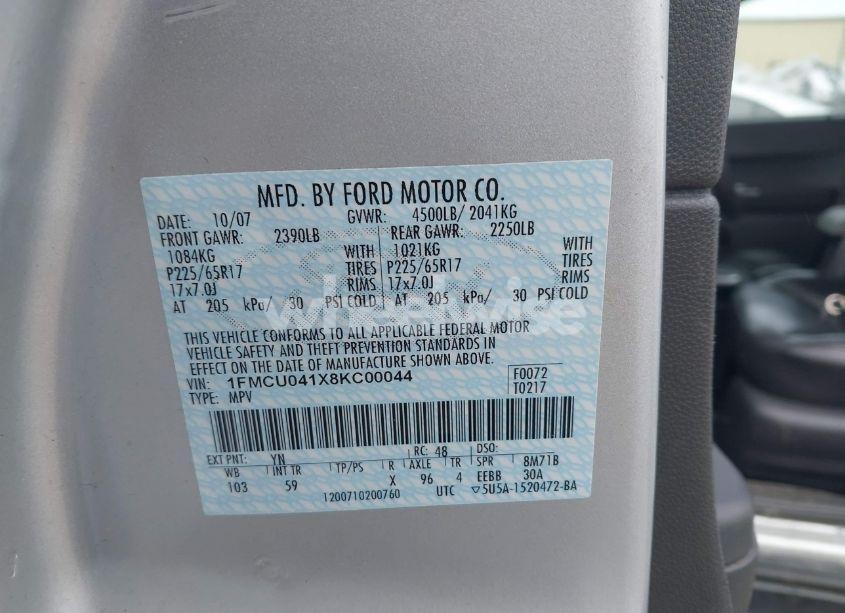 MFD. BY FORD MOTOR CO.
DATE: 10/07 GVWR: 4500LB/ 2041KG
FRONT GAWR: 2390LB REAR GAWR: 2250LB
1084KG WITH 1021KG WITH
P225/65R17 TIRES P225/65R17 TIRES
17x7.0J RIMS 17x7.0J RIMS
AT 205 kPa/ 30 PSI COLD AT 205 kPa/ 30 PSI COLD
wheelwise
THIS VEHICLE CONFORMS TO ALL APPLICABLE FEDERAL MOTOR
VEHICLE SAFETY AND THEFT PREVENTION STANDARDS IN
EFFECT ON THE DATE OF MANUFACTURE SHOWN ABOVE.
VIN: 1FMCU041X8KC00044 F0072
TYPE: MPV T0217
EXT PNT: YN RC: 48 DSO:
WB INT TR TP/PS R AXLE TR SPR 8M71B
103 59 X 96 4 EEBB 30A
1200710200760 UTC ▽5U5A-1520472-BA